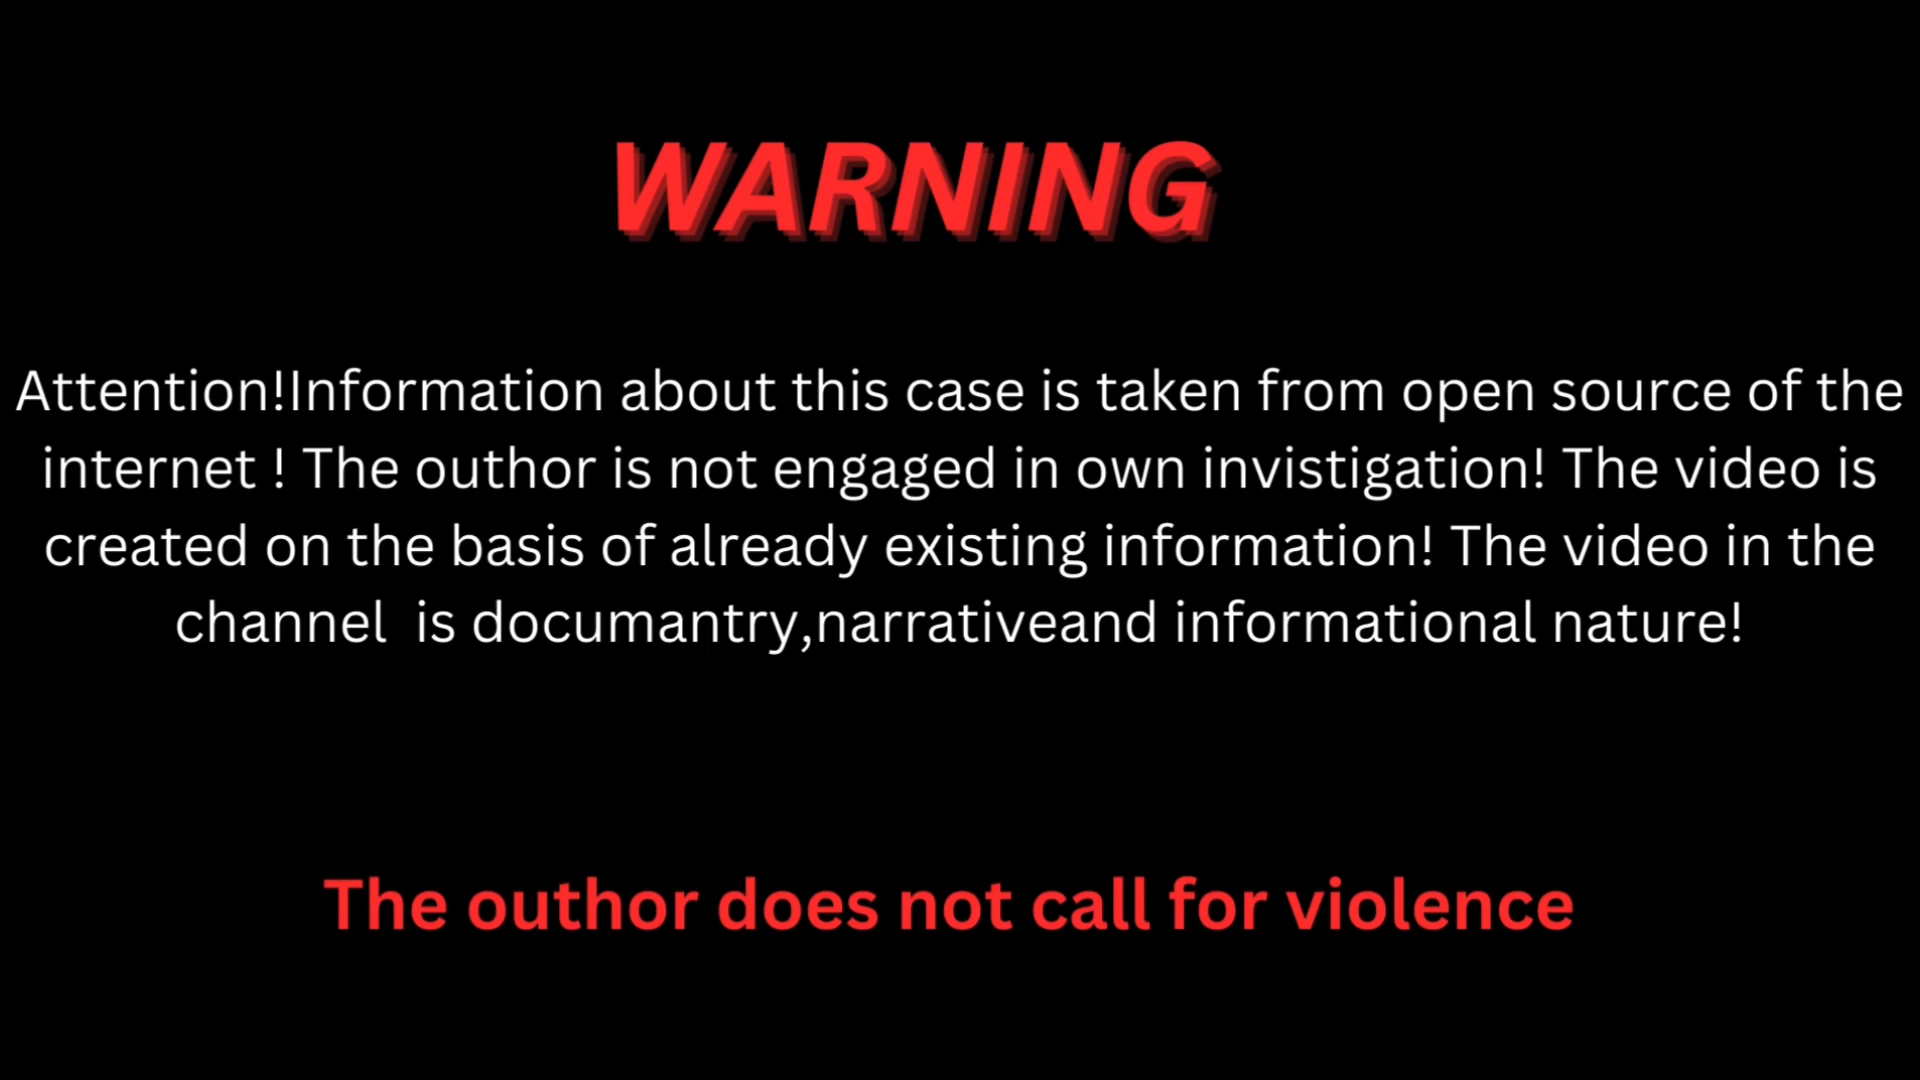 WARNING
Attention!Information about this case is taken from open source of the
internet ! The outhor is not engaged in own invistigation! The video is
created on the basis of already existing information! The video in the
channel  is documantry,narrativeand informational nature!
The outhor does not call for violence